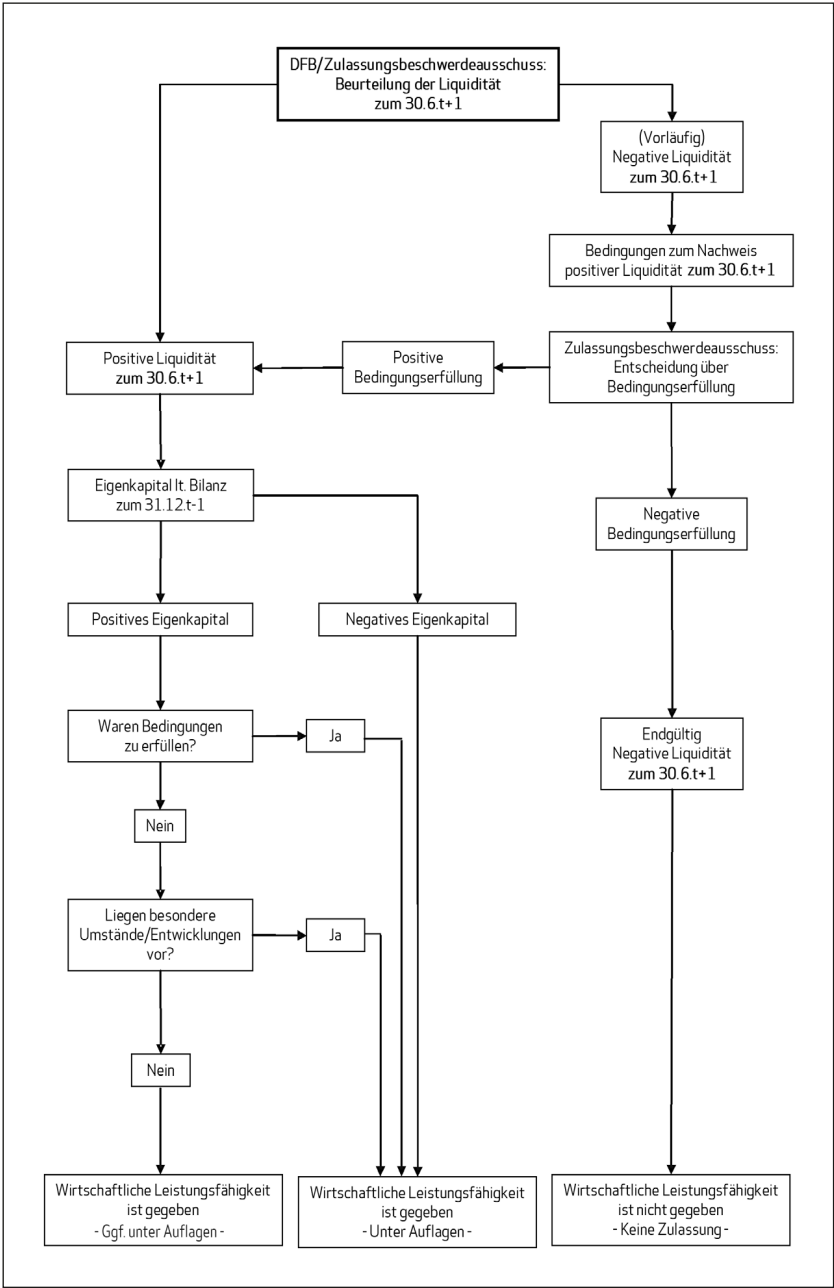 DFB/Zulassungsbeschwerdeausschuss:
Beurteilung der Liquidität
zum 30.6.t+1
(Vorläufig)
Negative Liquidität
zum 30.6.t+1
Bedingungen zum Nachweis
positiver Liquidität zum 30.6.t+1
Positive Liquidität
zum 30.6.t+1
Positive
Bedingungserfüllung
Zulassungsbeschwerdeausschuss:
Entscheidung über
Bedingungserfüllung
Eigenkapital lt. Bilanz
zum 31.12.t-1
Negative
Bedingungserfüllung
Positives Eigenkapital
Negatives Eigenkapital
Waren Bedingungen
zu erfüllen?
Ja
Endgültig
Negative Liquidität
zum 30.6.t+1
Nein
Liegen besondere
Umstände/Entwicklungen
vor?
Ja
Nein
Wirtschaftliche Leistungsfähigkeit
ist gegeben
- Ggf. unter Auflagen -
Wirtschaftliche Leistungsfähigkeit
ist gegeben
- Unter Auflagen -
Wirtschaftliche Leistungsfähigkeit
ist nicht gegeben
- Keine Zulassung -